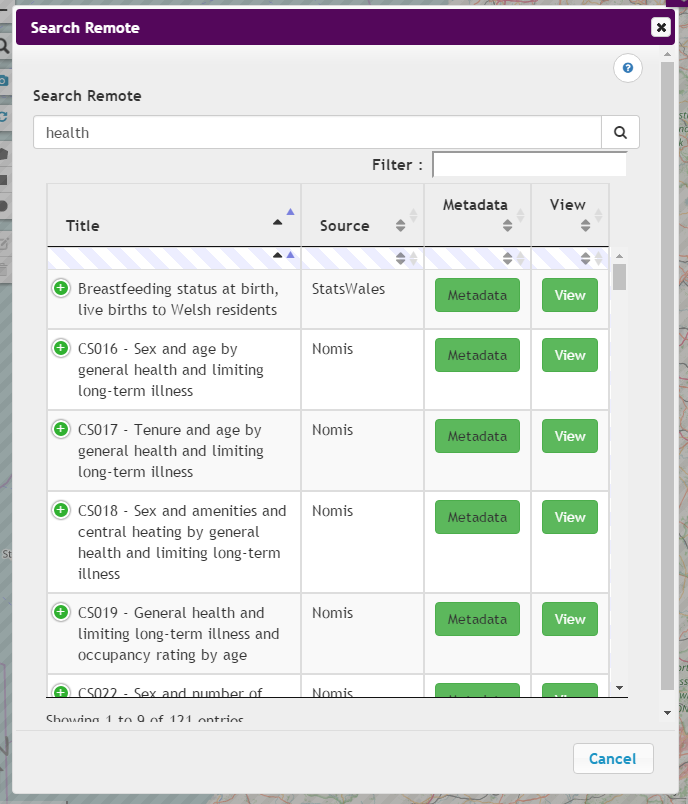 Search Remote
Search Remote
health
Filter :
Title Source Metadata View
Breastfeeding status at birth, StatsWales Metadata View
live births to Welsh residents
CS016 - Sex and age by Nomis Metadata View
general health and limiting
long-term illness
CS017 - Tenure and age by Nomis Metadata View
general health and limiting
long-term illness
CS018 - Sex and amenities and Nomis Metadata View
central heating by general
health and limiting long-term
illness
CS019 - General health and Nomis Metadata View
limiting long-term illness and
occupancy rating by age
CS022 - Sex and number of Nomis Metadata View
Showing 1 to 9 of 121 entries
Cancel